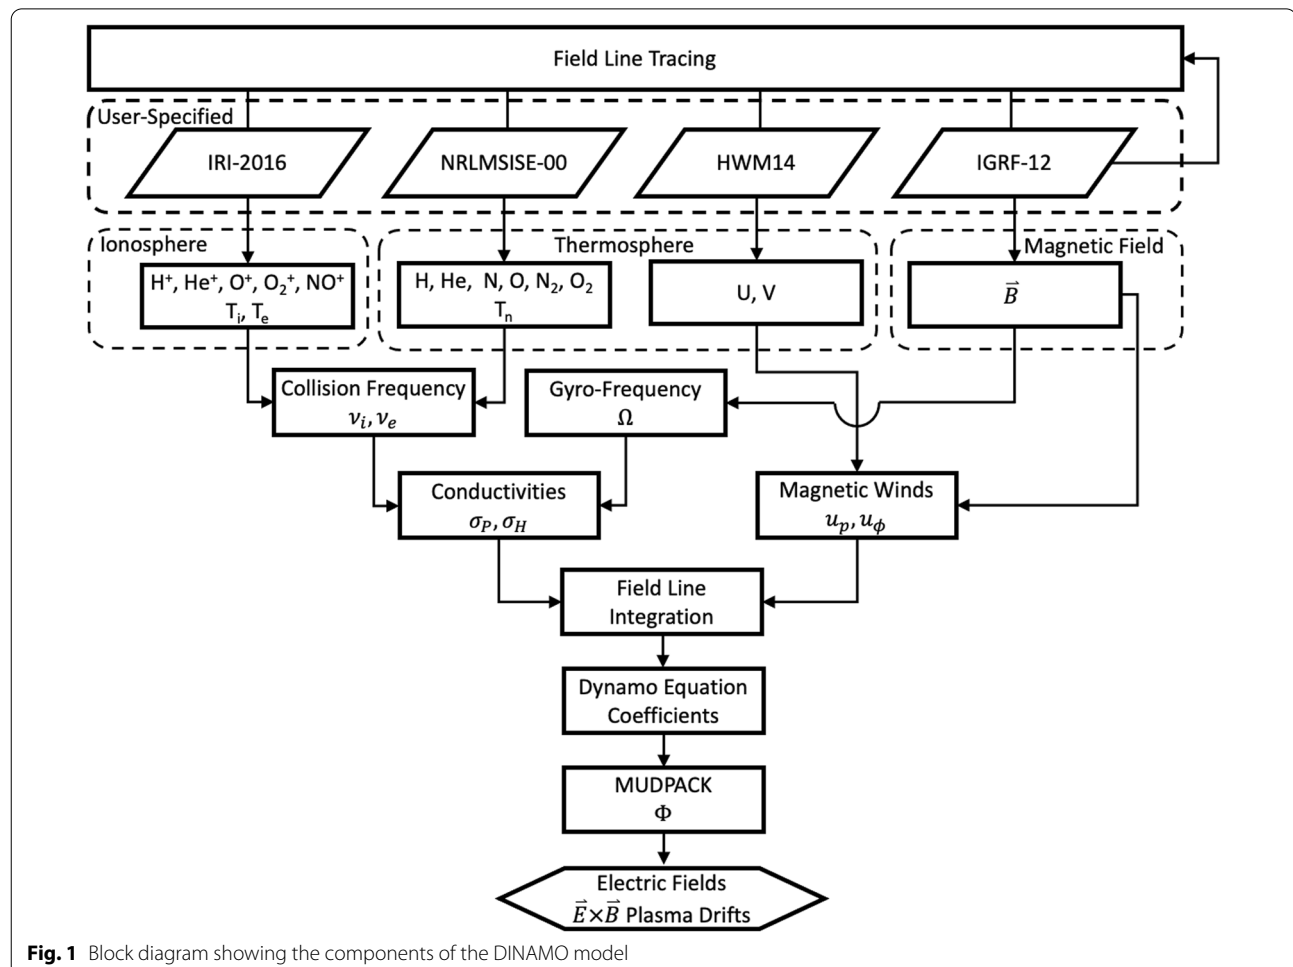 Field Line Tracing
User-Specified
IRI-2016
NRLMSISE-00
HWM14
IGRF-12
Ionosphere
Thermosphere
Magnetic Field
H⁺, He⁺, O⁺, O₂⁺, NO⁺
Tᵢ, Tₑ
H, He, N, O, N₂, O₂
Tₙ
U, V
B⃗
Collision Frequency
νᵢ, νₑ
Gyro-Frequency
Ω
Conductivities
σ_P, σ_H
Magnetic Winds
u_p, u_ϕ
Field Line
Integration
Dynamo Equation
Coefficients
MUDPACK
Φ
Electric Fields
E⃗×B⃗ Plasma Drifts
Fig. 1 Block diagram showing the components of the DINAMO model